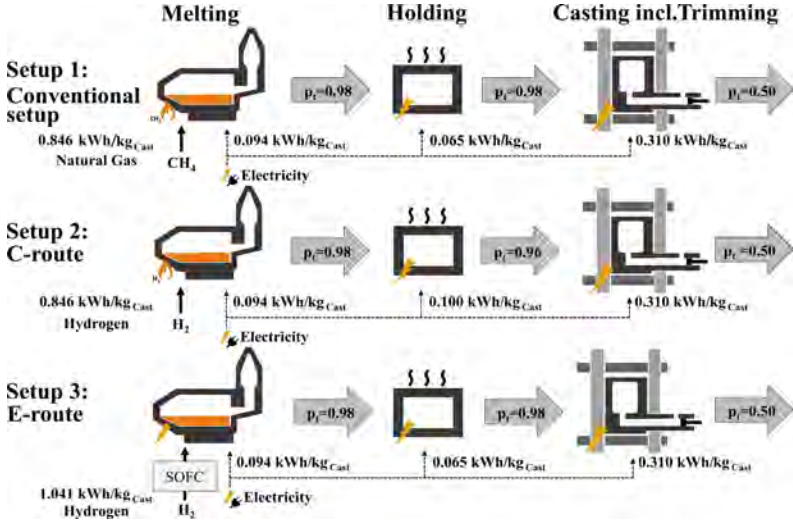 Melting Holding Casting incl.Trimming
Setup 1:
Conventional
setup
p_t=0.98 p_t=0.98 p_t=0.50
0.846 kWh/kg_Cast 0.094 kWh/kg_Cast 0.065 kWh/kg_Cast 0.310 kWh/kg_Cast
Natural Gas CH₄
Electricity
Setup 2:
C-route
p_t=0.98 p_t=0.96 p_t=0.50
0.846 kWh/kg_Cast 0.094 kWh/kg_Cast 0.100 kWh/kg_Cast 0.310 kWh/kg_Cast
Hydrogen H₂
Electricity
Setup 3:
E-route
p_t=0.98 p_t=0.98 p_t=0.50
SOFC 0.094 kWh/kg_Cast 0.065 kWh/kg_Cast 0.310 kWh/kg_Cast
1.041 kWh/kg_Cast
Electricity
Hydrogen H₂